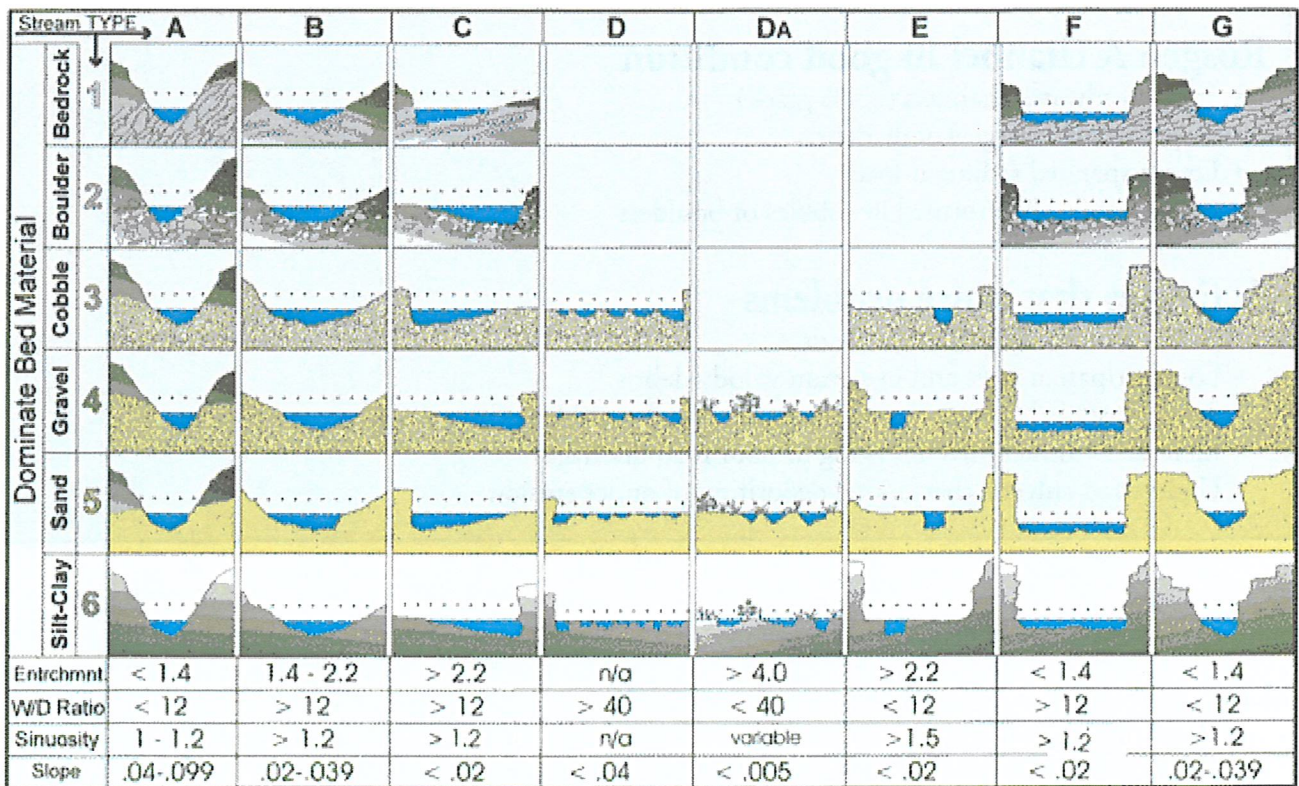 Stream TYPE A B C D DA E F G
Dominate Bed Material
Bedrock 1
Boulder 2
Cobble 3
Gravel 4
Sand 5
Silt-Clay 6
Entrchmnt. < 1.4 1.4 - 2.2 > 2.2 n/a > 4.0 > 2.2 < 1.4 < 1.4
W/D Ratio < 12 > 12 > 12 > 40 < 40 < 12 > 12 < 12
Sinuosity 1 - 1.2 > 1.2 > 1.2 n/a variable >1.5 > 1.2 >1.2
Slope .04-.099 .02-.039 < .02 < .04 < .005 < .02 < .02 .02-.039